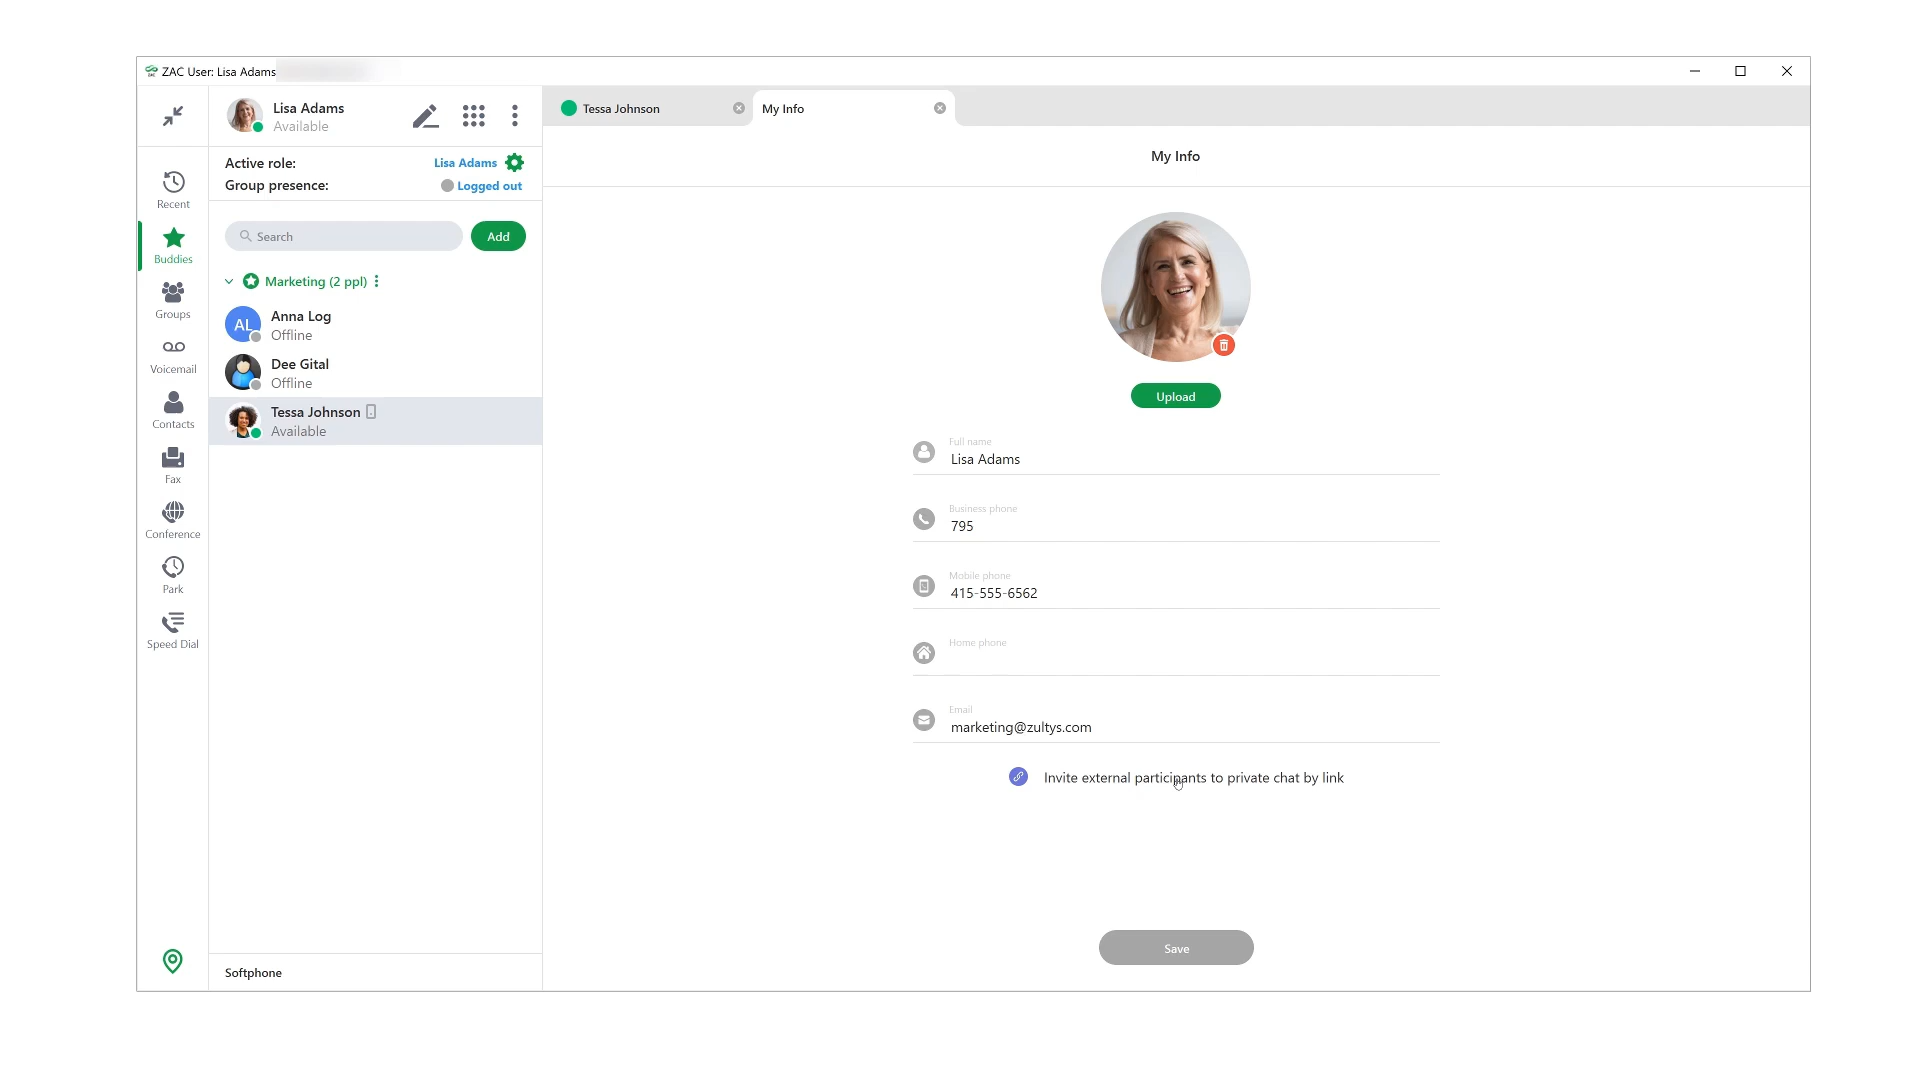 ZAC User: Lisa Adams
Lisa Adams
Available
Active role:
Lisa Adams
Group presence:
Logged out
Search
Add
Marketing (2 ppl)
AL
Anna Log
Offline
Dee Gital
Offline
Tessa Johnson
Available
Recent
Buddies
Groups
Voicemail
Contacts
Fax
Conference
Park
Speed Dial
Softphone
Tessa Johnson
My Info
My Info
Upload
Full name
Lisa Adams
Business phone
795
Mobile phone
415-555-6562
Home phone
Email
marketing@zultys.com
Invite external participants to private chat by link
Save